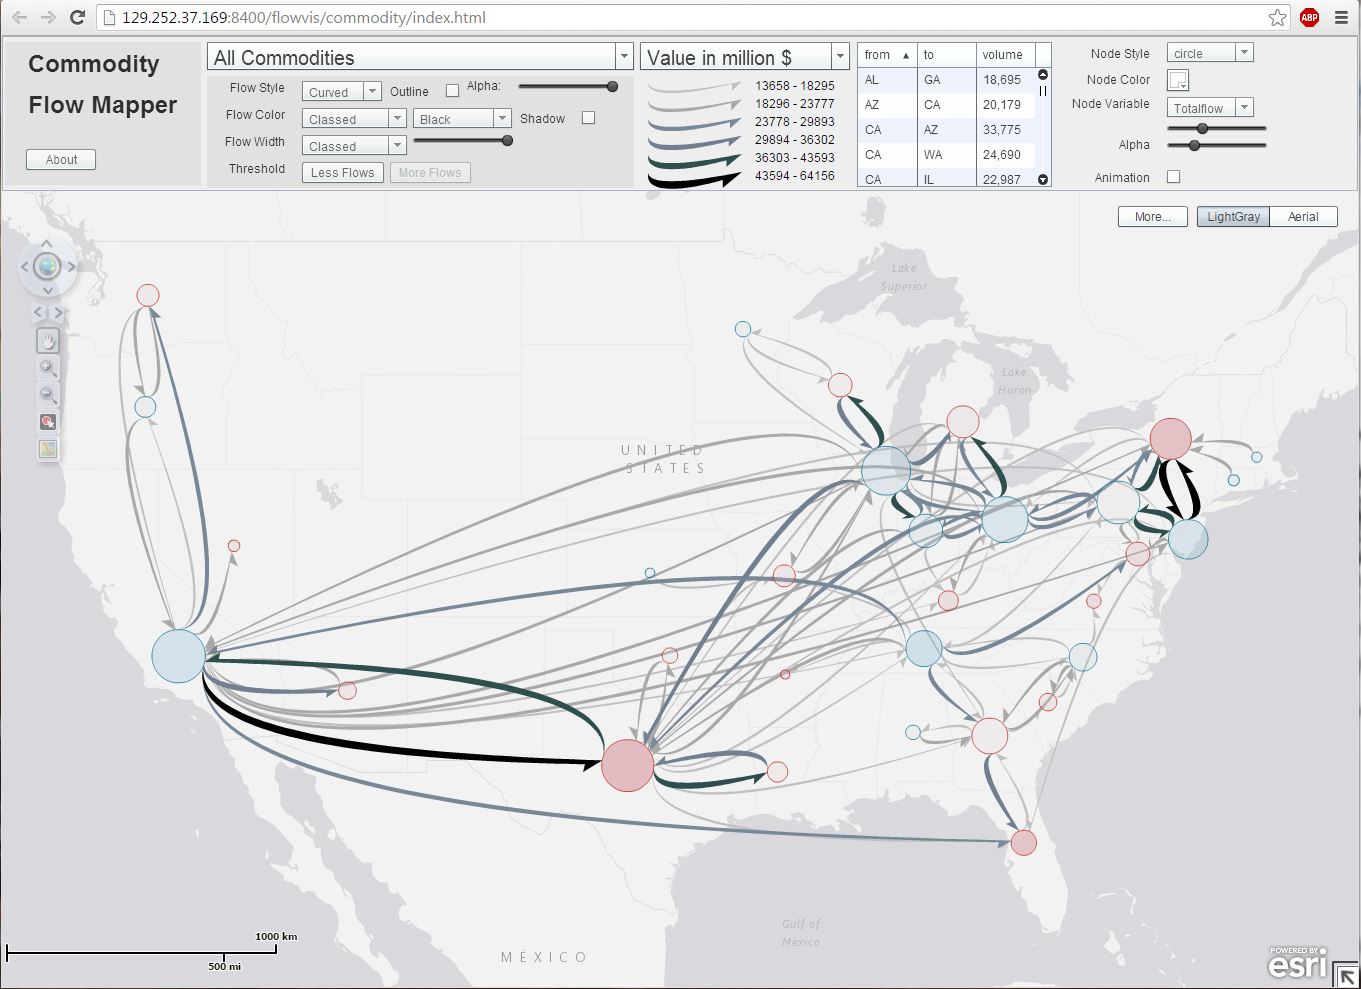 129.252.37.169:8400/flowvis/commodity/index.html
ABP
Commodity
Flow Mapper
About
All Commodities
Flow Style
Curved
Outline
Alpha:
Flow Color
Classed
Black
Shadow
Flow Width
Classed
Threshold
Less Flows
More Flows
Value in million $
13658 - 18295
18296 - 23777
23778 - 29893
29894 - 36302
36303 - 43593
43594 - 64156
from to volume
AL GA 18,695
AZ CA 20,179
CA AZ 33,775
CA WA 24,690
CA IL 22,987
Node Style
circle
Node Color
Node Variable
Totalflow
Alpha
Animation
More...
LightGray
Aerial
Lake
Superior
Lake
Huron
UNITED
STATES
Gulf of
Mexico
MÉXICO
1000 km
500 mi
POWERED BY
esri